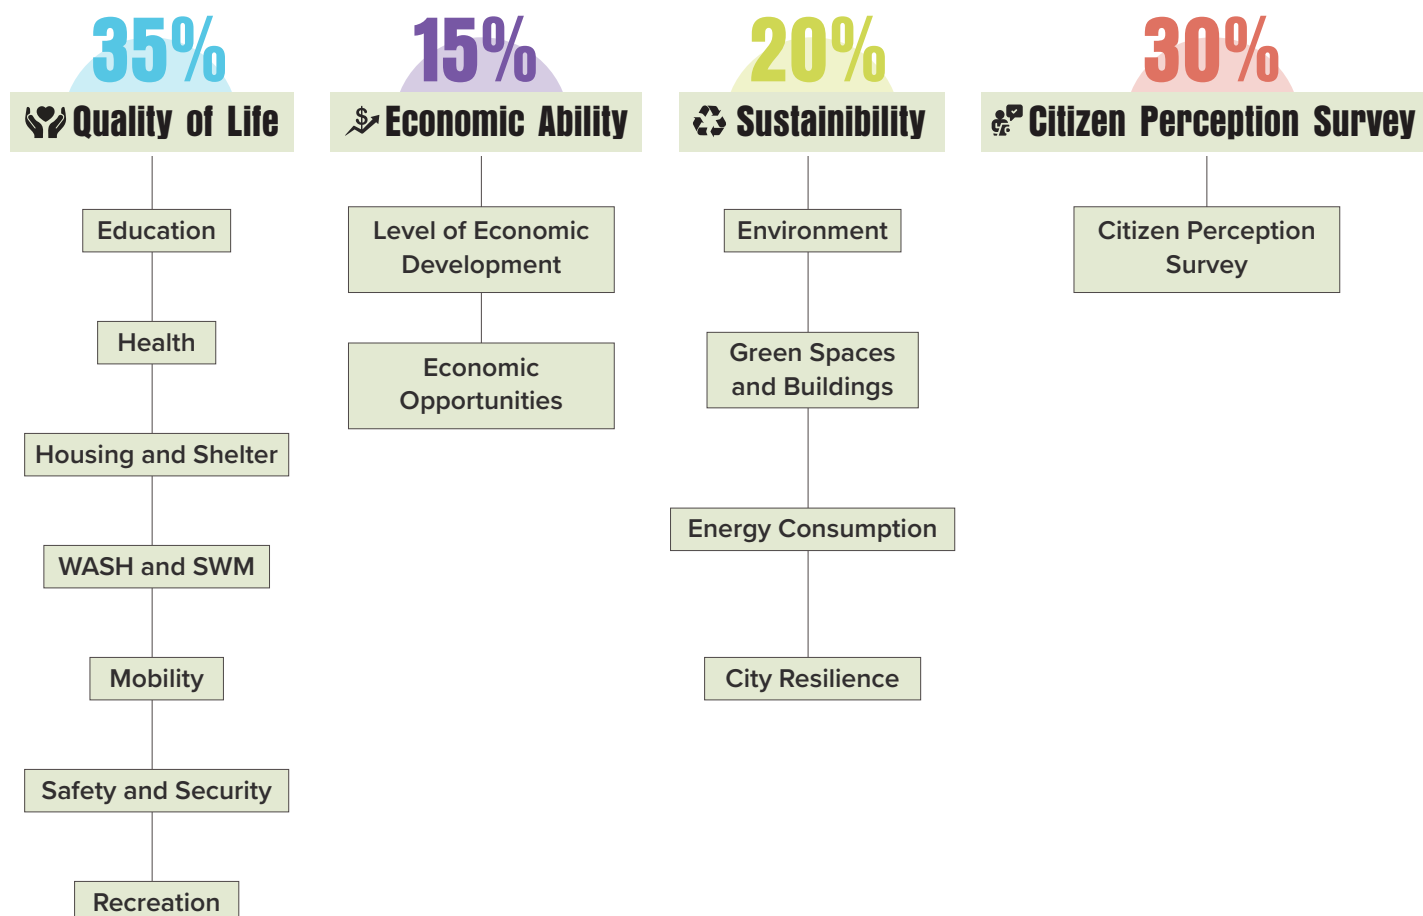 35%
Quality of Life
Education
Health
Housing and Shelter
WASH and SWM
Mobility
Safety and Security
Recreation
15%
Economic Ability
Level of Economic
Development
Economic
Opportunities
20%
Sustainibility
Environment
Green Spaces
and Buildings
Energy Consumption
City Resilience
30%
Citizen Perception Survey
Citizen Perception
Survey